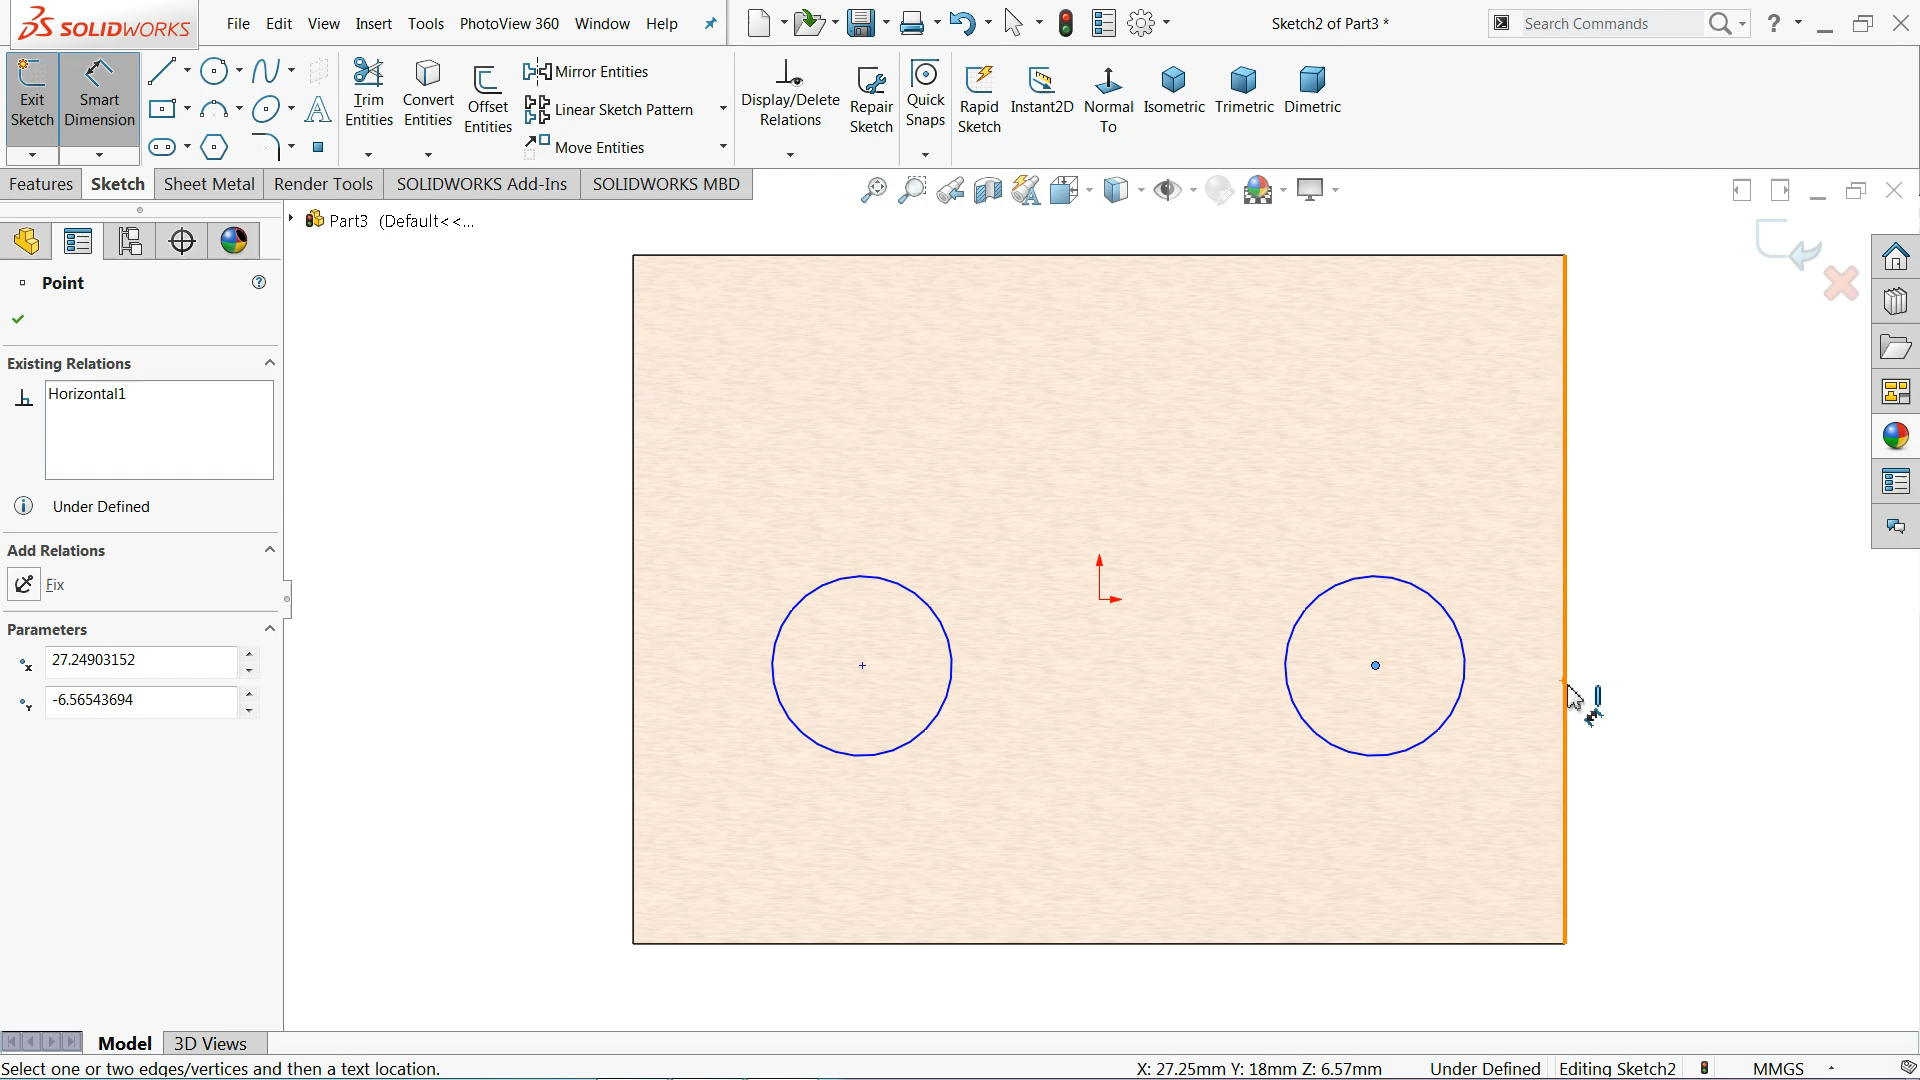 SOLIDWORKS File Edit View Insert Tools PhotoView 360 Window Help Sketch2 of Part3 * Search Commands ?
Exit Sketch
Smart Dimension
Trim Entities
Convert Entities
Offset Entities
Mirror Entities
Linear Sketch Pattern
Move Entities
Display/Delete Relations
Repair Sketch
Quick Snaps
Rapid Sketch
Instant2D
Normal To
Isometric
Trimetric
Dimetric
Features Sketch Sheet Metal Render Tools SOLIDWORKS Add-Ins SOLIDWORKS MBD
Part3 (Default<<...
Point
Existing Relations
Horizontal1
Under Defined
Add Relations
Fix
Parameters
27.24903152
-6.56543694
Model 3D Views
Select one or two edges/vertices and then a text location. X: 27.25mm Y: 18mm Z: 6.57mm Under Defined Editing Sketch2 MMGS